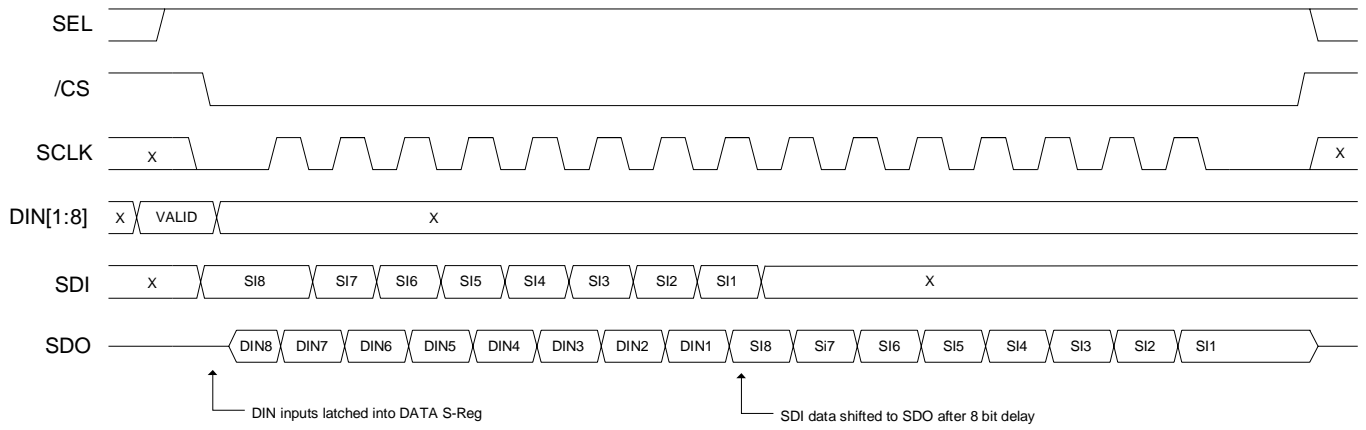 SEL
/CS
SCLK X X
DIN[1:8] X VALID X
SDI X SI8 SI7 SI6 SI5 SI4 SI3 SI2 SI1 X
SDO DIN8 DIN7 DIN6 DIN5 DIN4 DIN3 DIN2 DIN1 SI8 Si7 SI6 SI5 SI4 SI3 SI2 SI1
DIN inputs latched into DATA S-Reg SDI data shifted to SDO after 8 bit delay